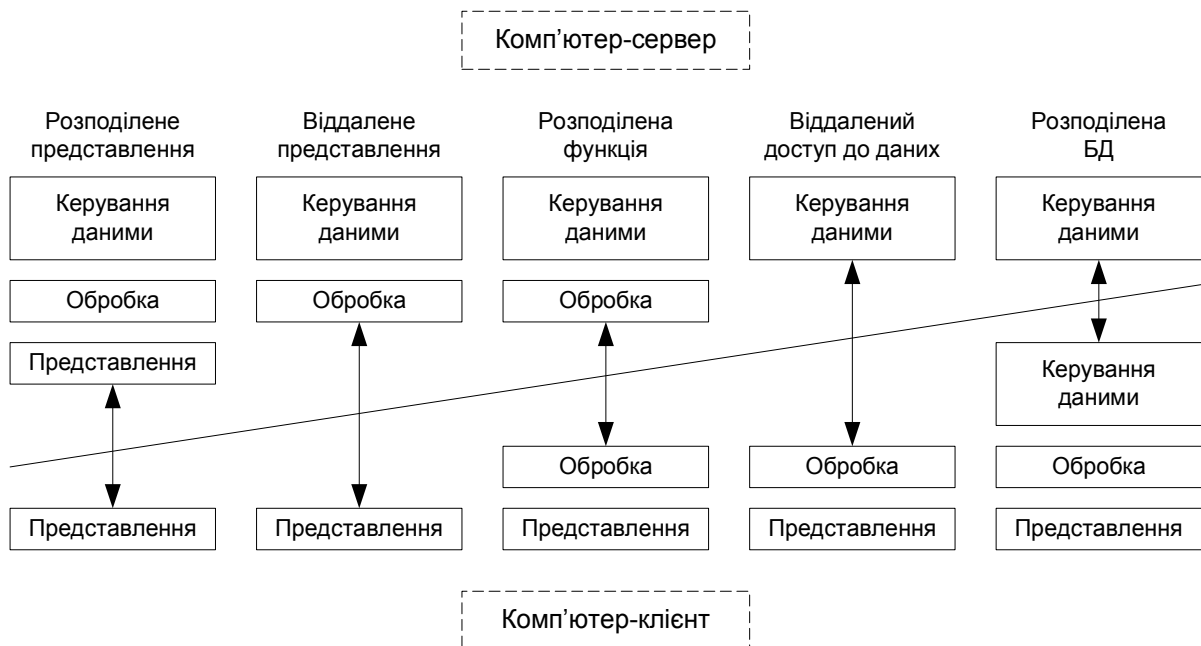 Комп’ютер-сервер
Розподілене
представлення
Віддалене
представлення
Розподілена
функція
Віддалений
доступ до даних
Розподілена
БД
Керування
даними
Керування
даними
Керування
даними
Керування
даними
Керування
даними
Обробка
Обробка
Обробка
Представлення
Керування
даними
Обробка
Обробка
Обробка
Представлення
Представлення
Представлення
Представлення
Представлення
Комп’ютер-клієнт